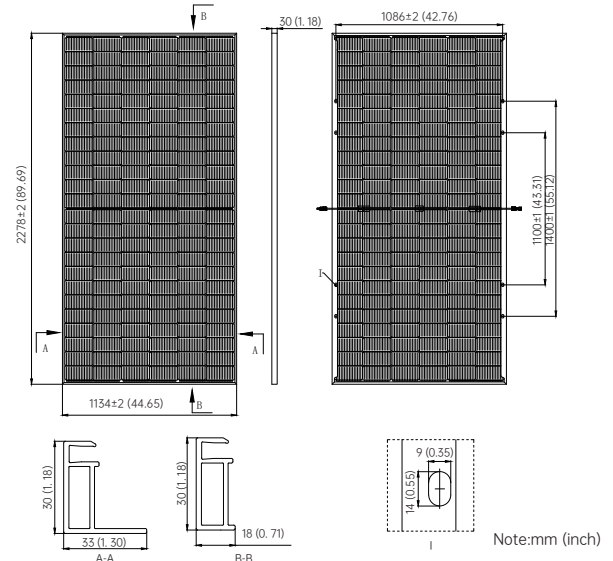 B
30 (1.18)
1086±2 (42.76)
2278±2 (89.69)
1100±1 (43.31)
1400±1 (55.12)
I
A
A
1134±2 (44.65)
B
30 (1.18)
33 (1.30)
A-A
30 (1.18)
18 (0.71)
B-B
9 (0.35)
14 (0.55)
I
Note:mm (inch)